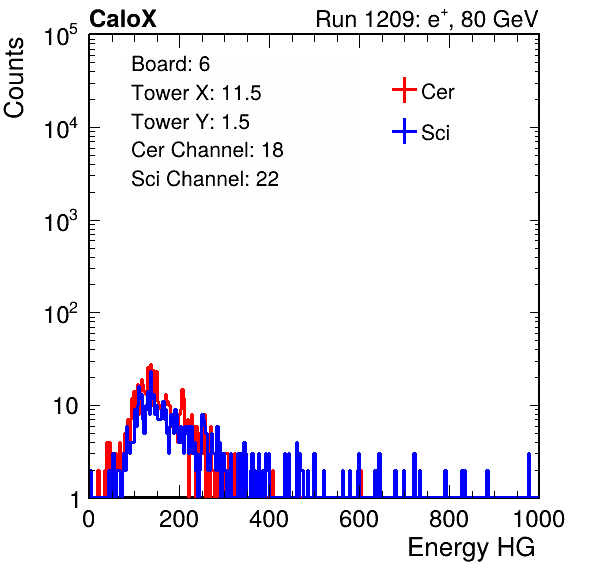 CaloX Run 1209: e⁺, 80 GeV
Counts
10⁵
10⁴
10³
10²
10
1
Board: 6
Tower X: 11.5
Tower Y: 1.5
Cer Channel: 18
Sci Channel: 22
Cer
Sci
0 200 400 600 800 1000
Energy HG